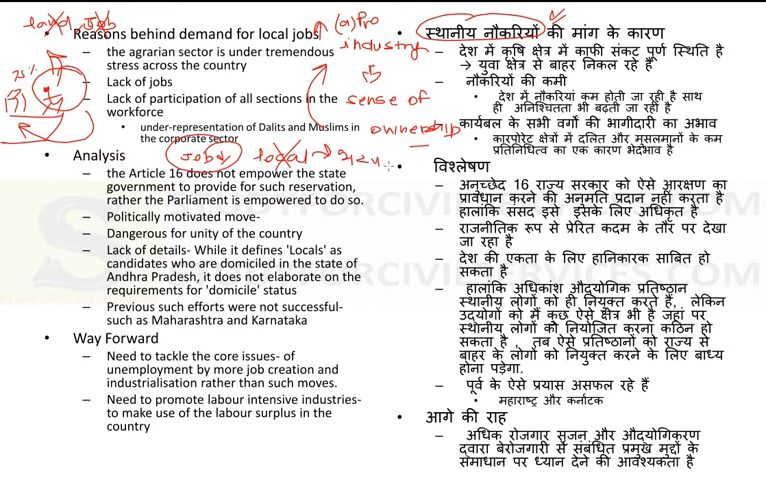 land Job
• Reasons behind demand for local jobs
– the agrarian sector is under tremendous
stress across the country
– Lack of jobs
– Lack of participation of all sections in the
workforce
• under-representation of Dalits and Muslims in
the corporate sector
• Analysis
– the Article 16 does not empower the state
government to provide for such reservation,
rather the Parliament is empowered to do so.
– Politically motivated move-
– Dangerous for unity of the country
– Lack of details- While it defines 'Locals' as
candidates who are domiciled in the state of
Andhra Pradesh, it does not elaborate on the
requirements for 'domicile' status
– Previous such efforts were not successful-
such as Maharashtra and Karnataka
• Way Forward
– Need to tackle the core issues- of
unemployment by more job creation and
industrialisation rather than such moves.
– Need to promote labour intensive industries-
to make use of the labour surplus in the
country
75%
(a) Pro
industry
sense of
ownership
Jobs
local
• स्थानीय नौकरियों की मांग के कारण
– देश में कृषि क्षेत्र में काफी संकट पूर्ण स्थिति है
→ युवा क्षेत्र से बाहर निकल रहे हैं
– नौकरियों की कमी
• देश में नौकरियां कम होती जा रही है साथ
ही अनिश्चितता भी बढ़ती जा रही है
– कार्यबल के सभी वर्गों की भागीदारी का अभाव
• कारपोरेट क्षेत्रों में दलित और मुसलमानों के कम
प्रतिनिधित्व का एक कारण भेदभाव है
• विश्लेषण
– अनुच्छेद 16 राज्य सरकार को ऐसे आरक्षण का
प्रावधान करने की अनुमति प्रदान नहीं करता है
हालांकि संसद इसे इसके लिए अधिकृत है
– राजनीतिक रूप से प्रेरित कदम के तौर पर देखा
जा रहा है
– देश की एकता के लिए हानिकारक साबित हो
सकता है
– हालांकि अधिकांश औद्योगिक प्रतिष्ठान
स्थानीय लोगों को ही नियुक्त करते हैं, लेकिन
उद्योगों को में कुछ ऐसे क्षेत्र भी है जहां पर
स्थानीय लोगों को नियोजित करना कठिन हो
सकता है , तब ऐसे प्रतिष्ठानों को राज्य से
बाहर के लोगों को नियुक्त करने के लिए बाध्य
होना पड़ेगा.
– पूर्व के ऐसे प्रयास असफल रहे हैं
• महाराष्ट्र और कर्नाटक
• आगे की राह
– अधिक रोजगार सृजन और औद्योगिकरण
द्वारा बेरोजगारी से संबंधित प्रमुख मुद्दों के
समाधान पर ध्यान देने की आवश्यकता है